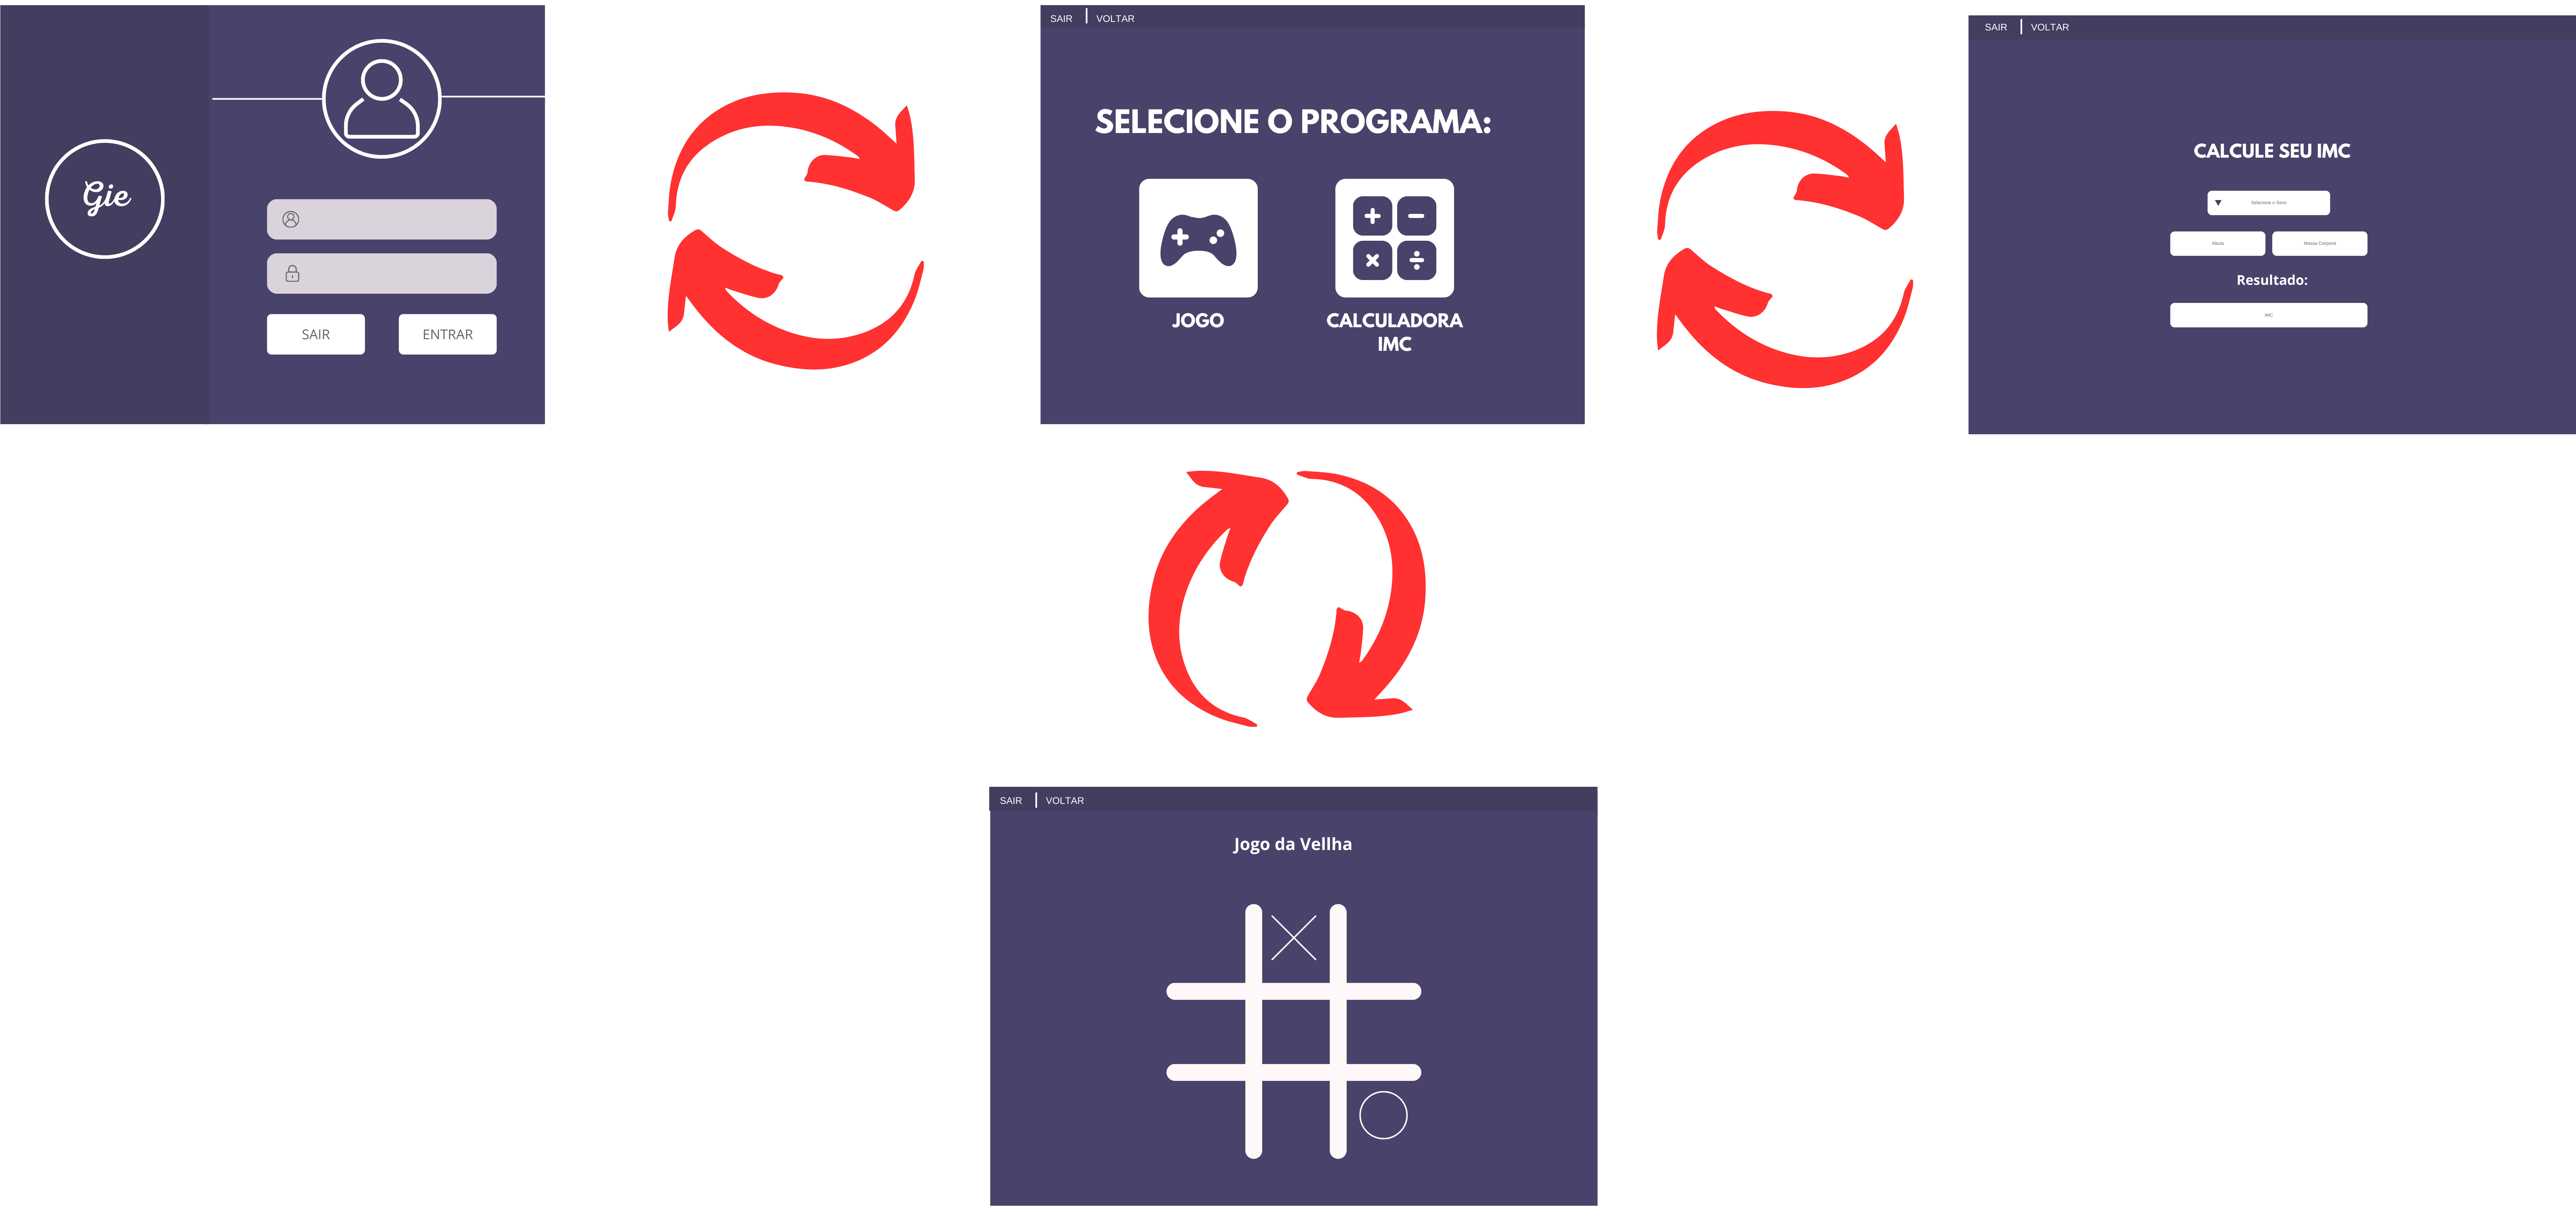 Gie
SAIR
ENTRAR
SAIR
VOLTAR
SELECIONE O PROGRAMA:
JOGO
CALCULADORA
IMC
SAIR
VOLTAR
CALCULE SEU IMC
Selecione o Sexo
Altura
Massa Corporal
Resultado:
IMC
SAIR
VOLTAR
Jogo da Vellha